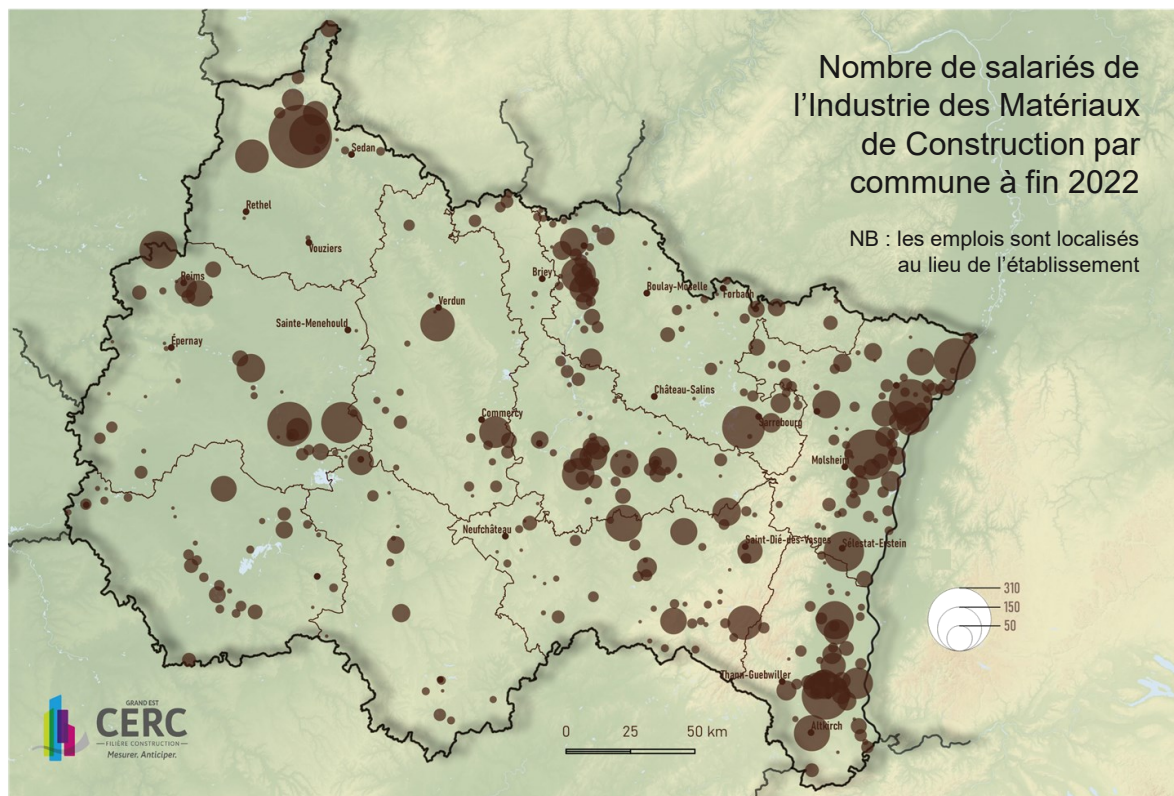 Nombre de salariés de
l'Industrie des Matériaux
de Construction par
commune à fin 2022
NB : les emplois sont localisés
au lieu de l'établissement
Sedan
Rethel
Vouziers
Reims
Briey
Boulay-Moselle
Forbach
Verdun
Sainte-Menehould
Épernay
Château-Salins
Commercy
Sarrebourg
Molsheim
Neufchâteau
Saint-Dié-des-Vosges
Sélestat-Erstein
310
150
50
Thann-Guebwiller
Altkirch
GRAND EST
CERC
FILIÈRE CONSTRUCTION
Mesurer. Anticiper.
0 25 50 km